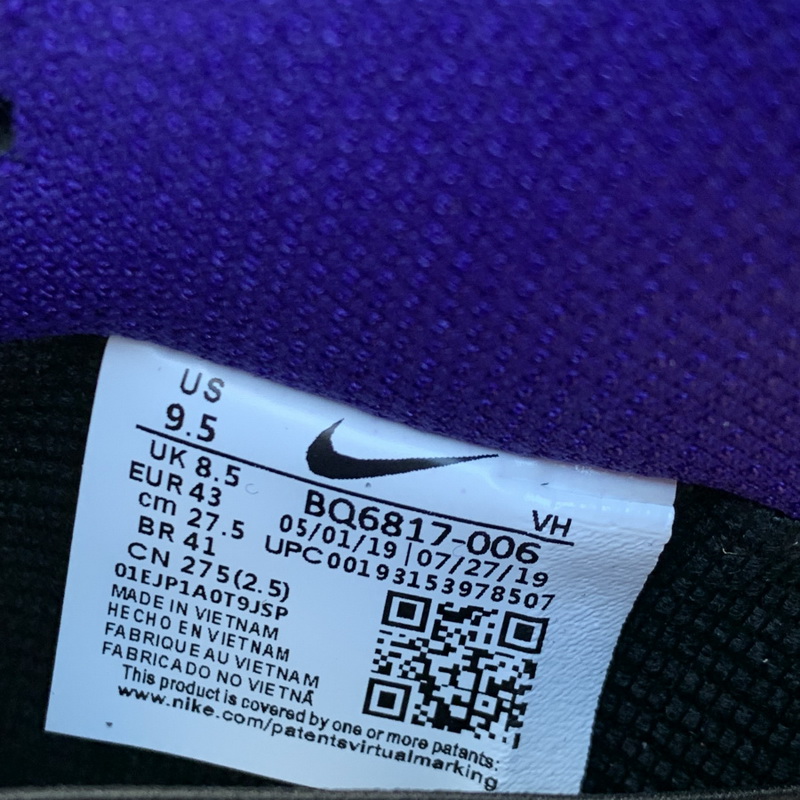 US
9.5
UK 8.5
EUR 43
cm 27.5
BR 41
CN 275(2.5)
VH
BQ6817-006
05/01/19 | 07/27/19
UPC00193153978507
01EJP1A0T9JSP
MADE IN VIETNAM
HECHO EN VIETNAM
FABRIQUE AU VIETNAM
FABRICADO NO VIETNÃ
This product is covered by one or more patents:
www.nike.com/patentsvirtualmarking